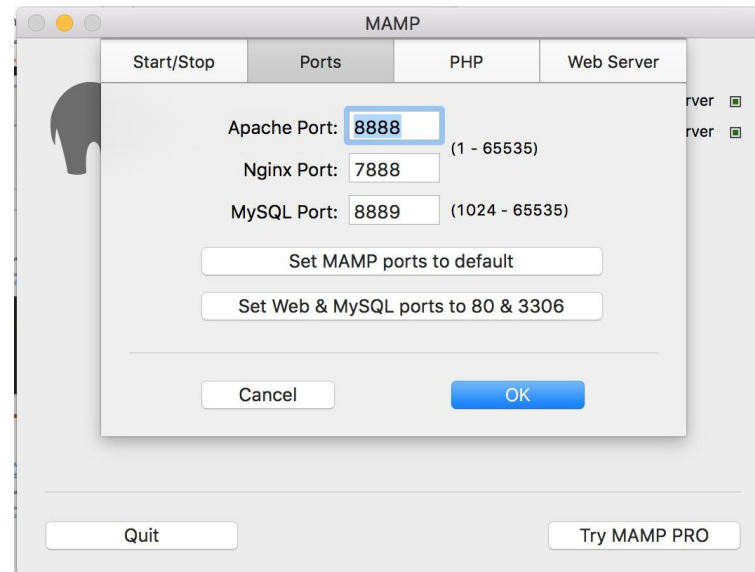 MAMP
Start/Stop Ports PHP Web Server
Apache Port: 8888
(1 - 65535)
Nginx Port: 7888
MySQL Port: 8889 (1024 - 65535)
Set MAMP ports to default
Set Web & MySQL ports to 80 & 3306
Cancel OK
rver
rver
Quit Try MAMP PRO